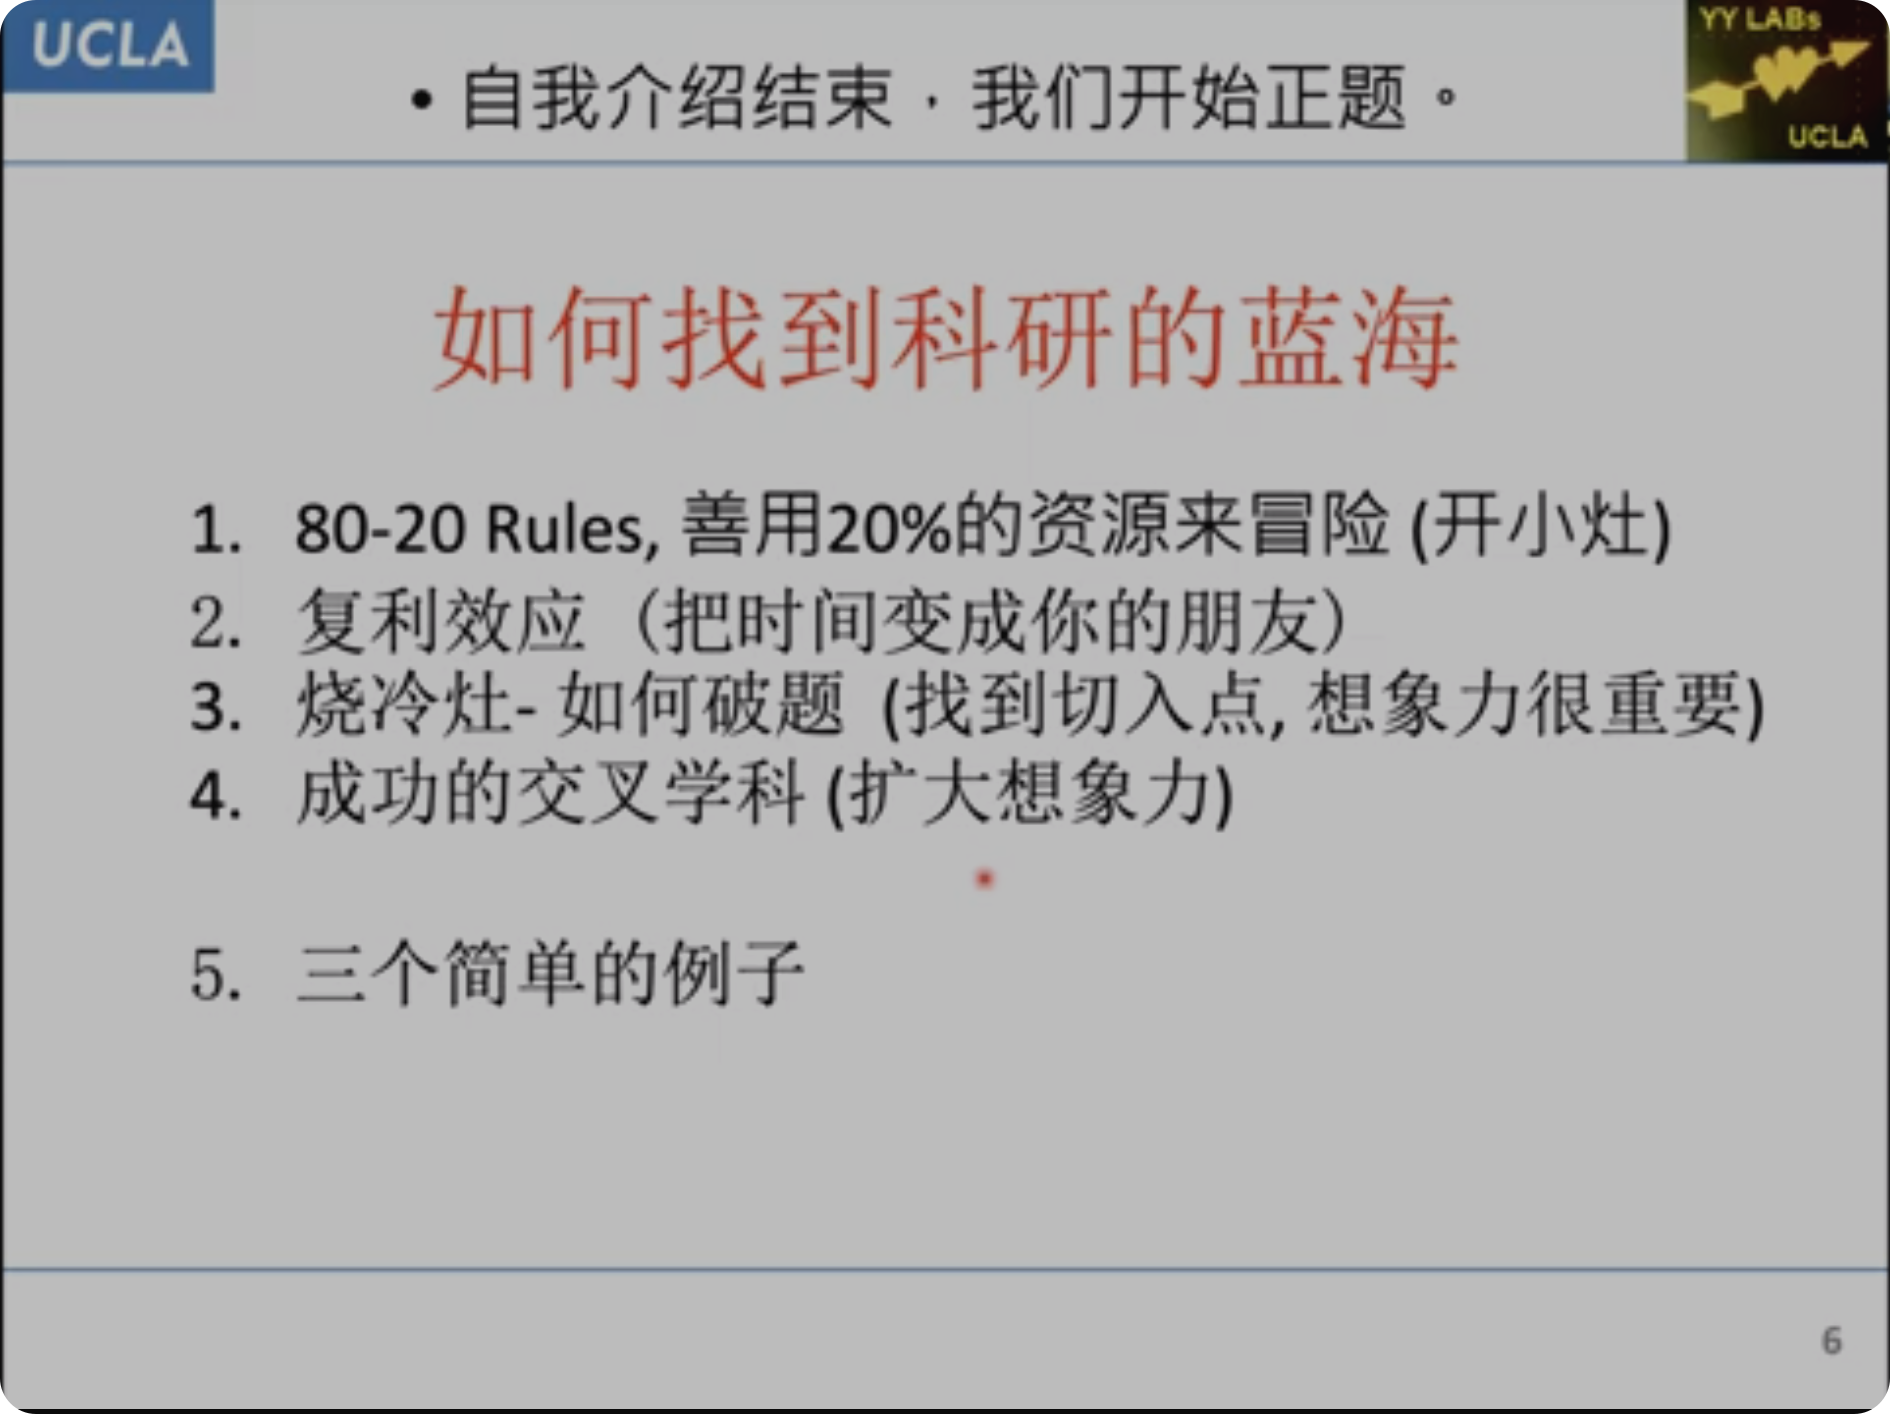 UCLA
YY LABs
• 自我介绍结束，我们开始正题。
UCLA
如何找到科研的蓝海
1. 80-20 Rules, 善用20%的资源来冒险 (开小灶)
2. 复利效应（把时间变成你的朋友）
3. 烧冷灶- 如何破题 (找到切入点, 想象力很重要)
4. 成功的交叉学科 (扩大想象力)
5. 三个简单的例子
6